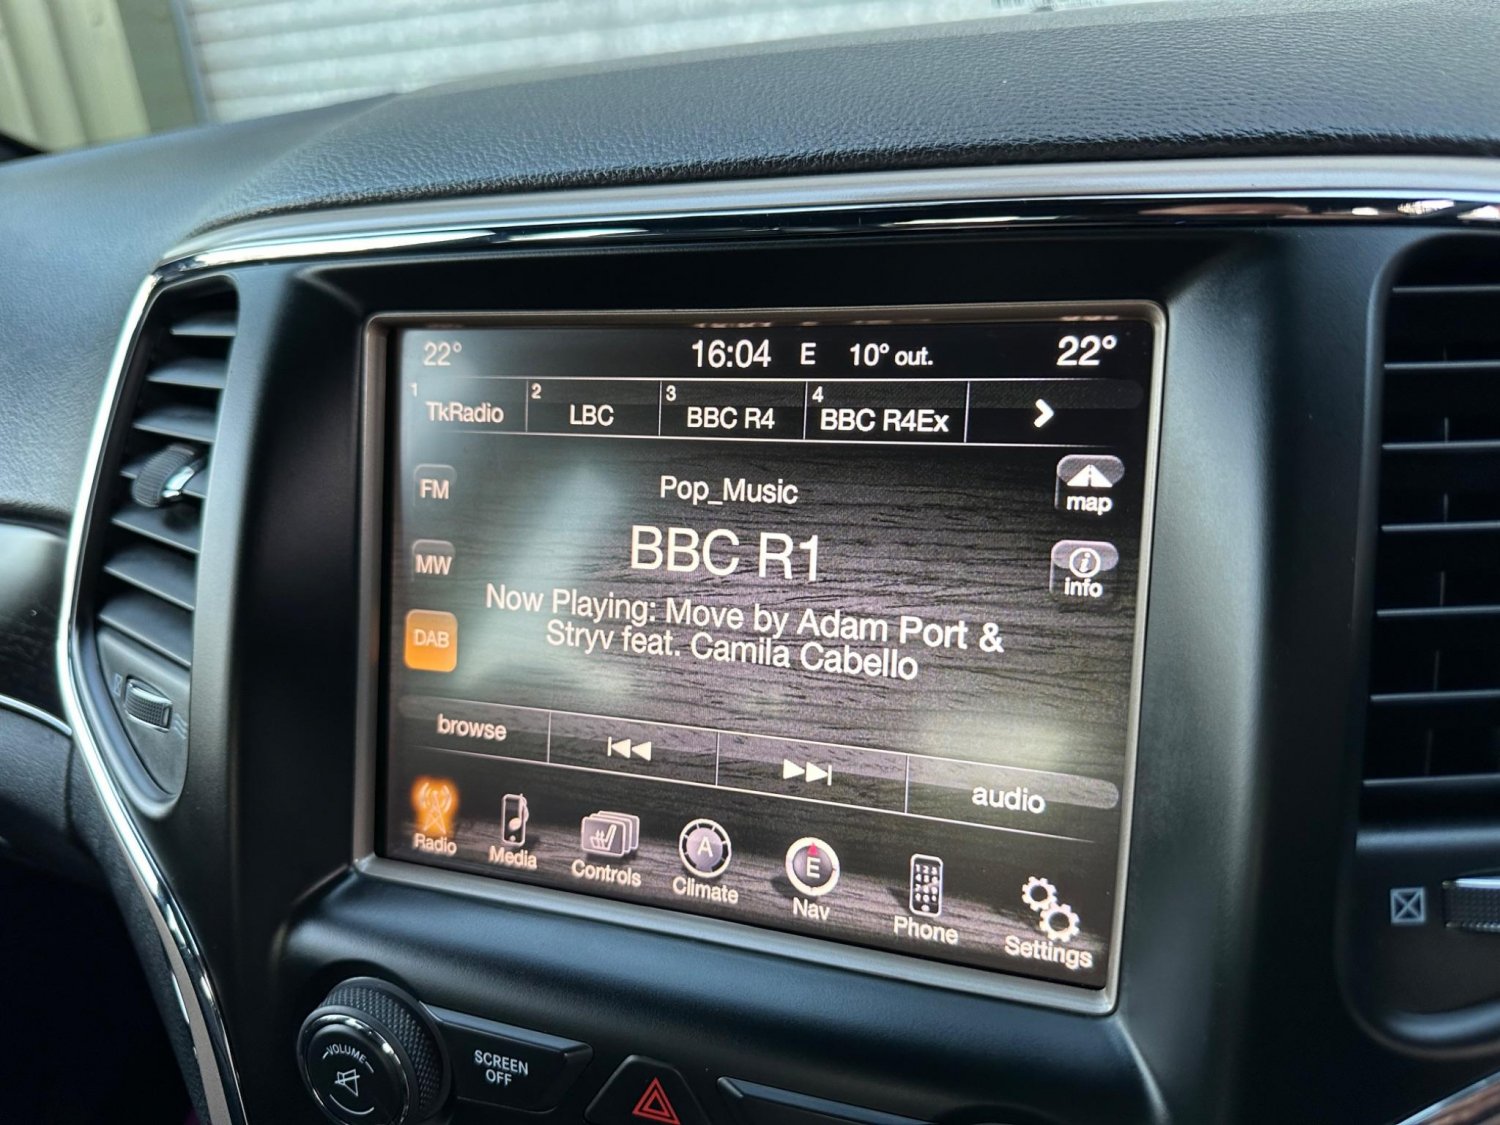 22° 16:04 E 10° out. 22°
1 TkRadio 2 LBC 3 BBC R4 4 BBC R4Ex
FM
Pop_Music
map
MW
BBC R1
info
DAB
Now Playing: Move by Adam Port &
Stryv feat. Camila Cabello
browse
audio
Radio Media Controls A Climate E Nav Phone Settings
VOLUME
SCREEN
OFF